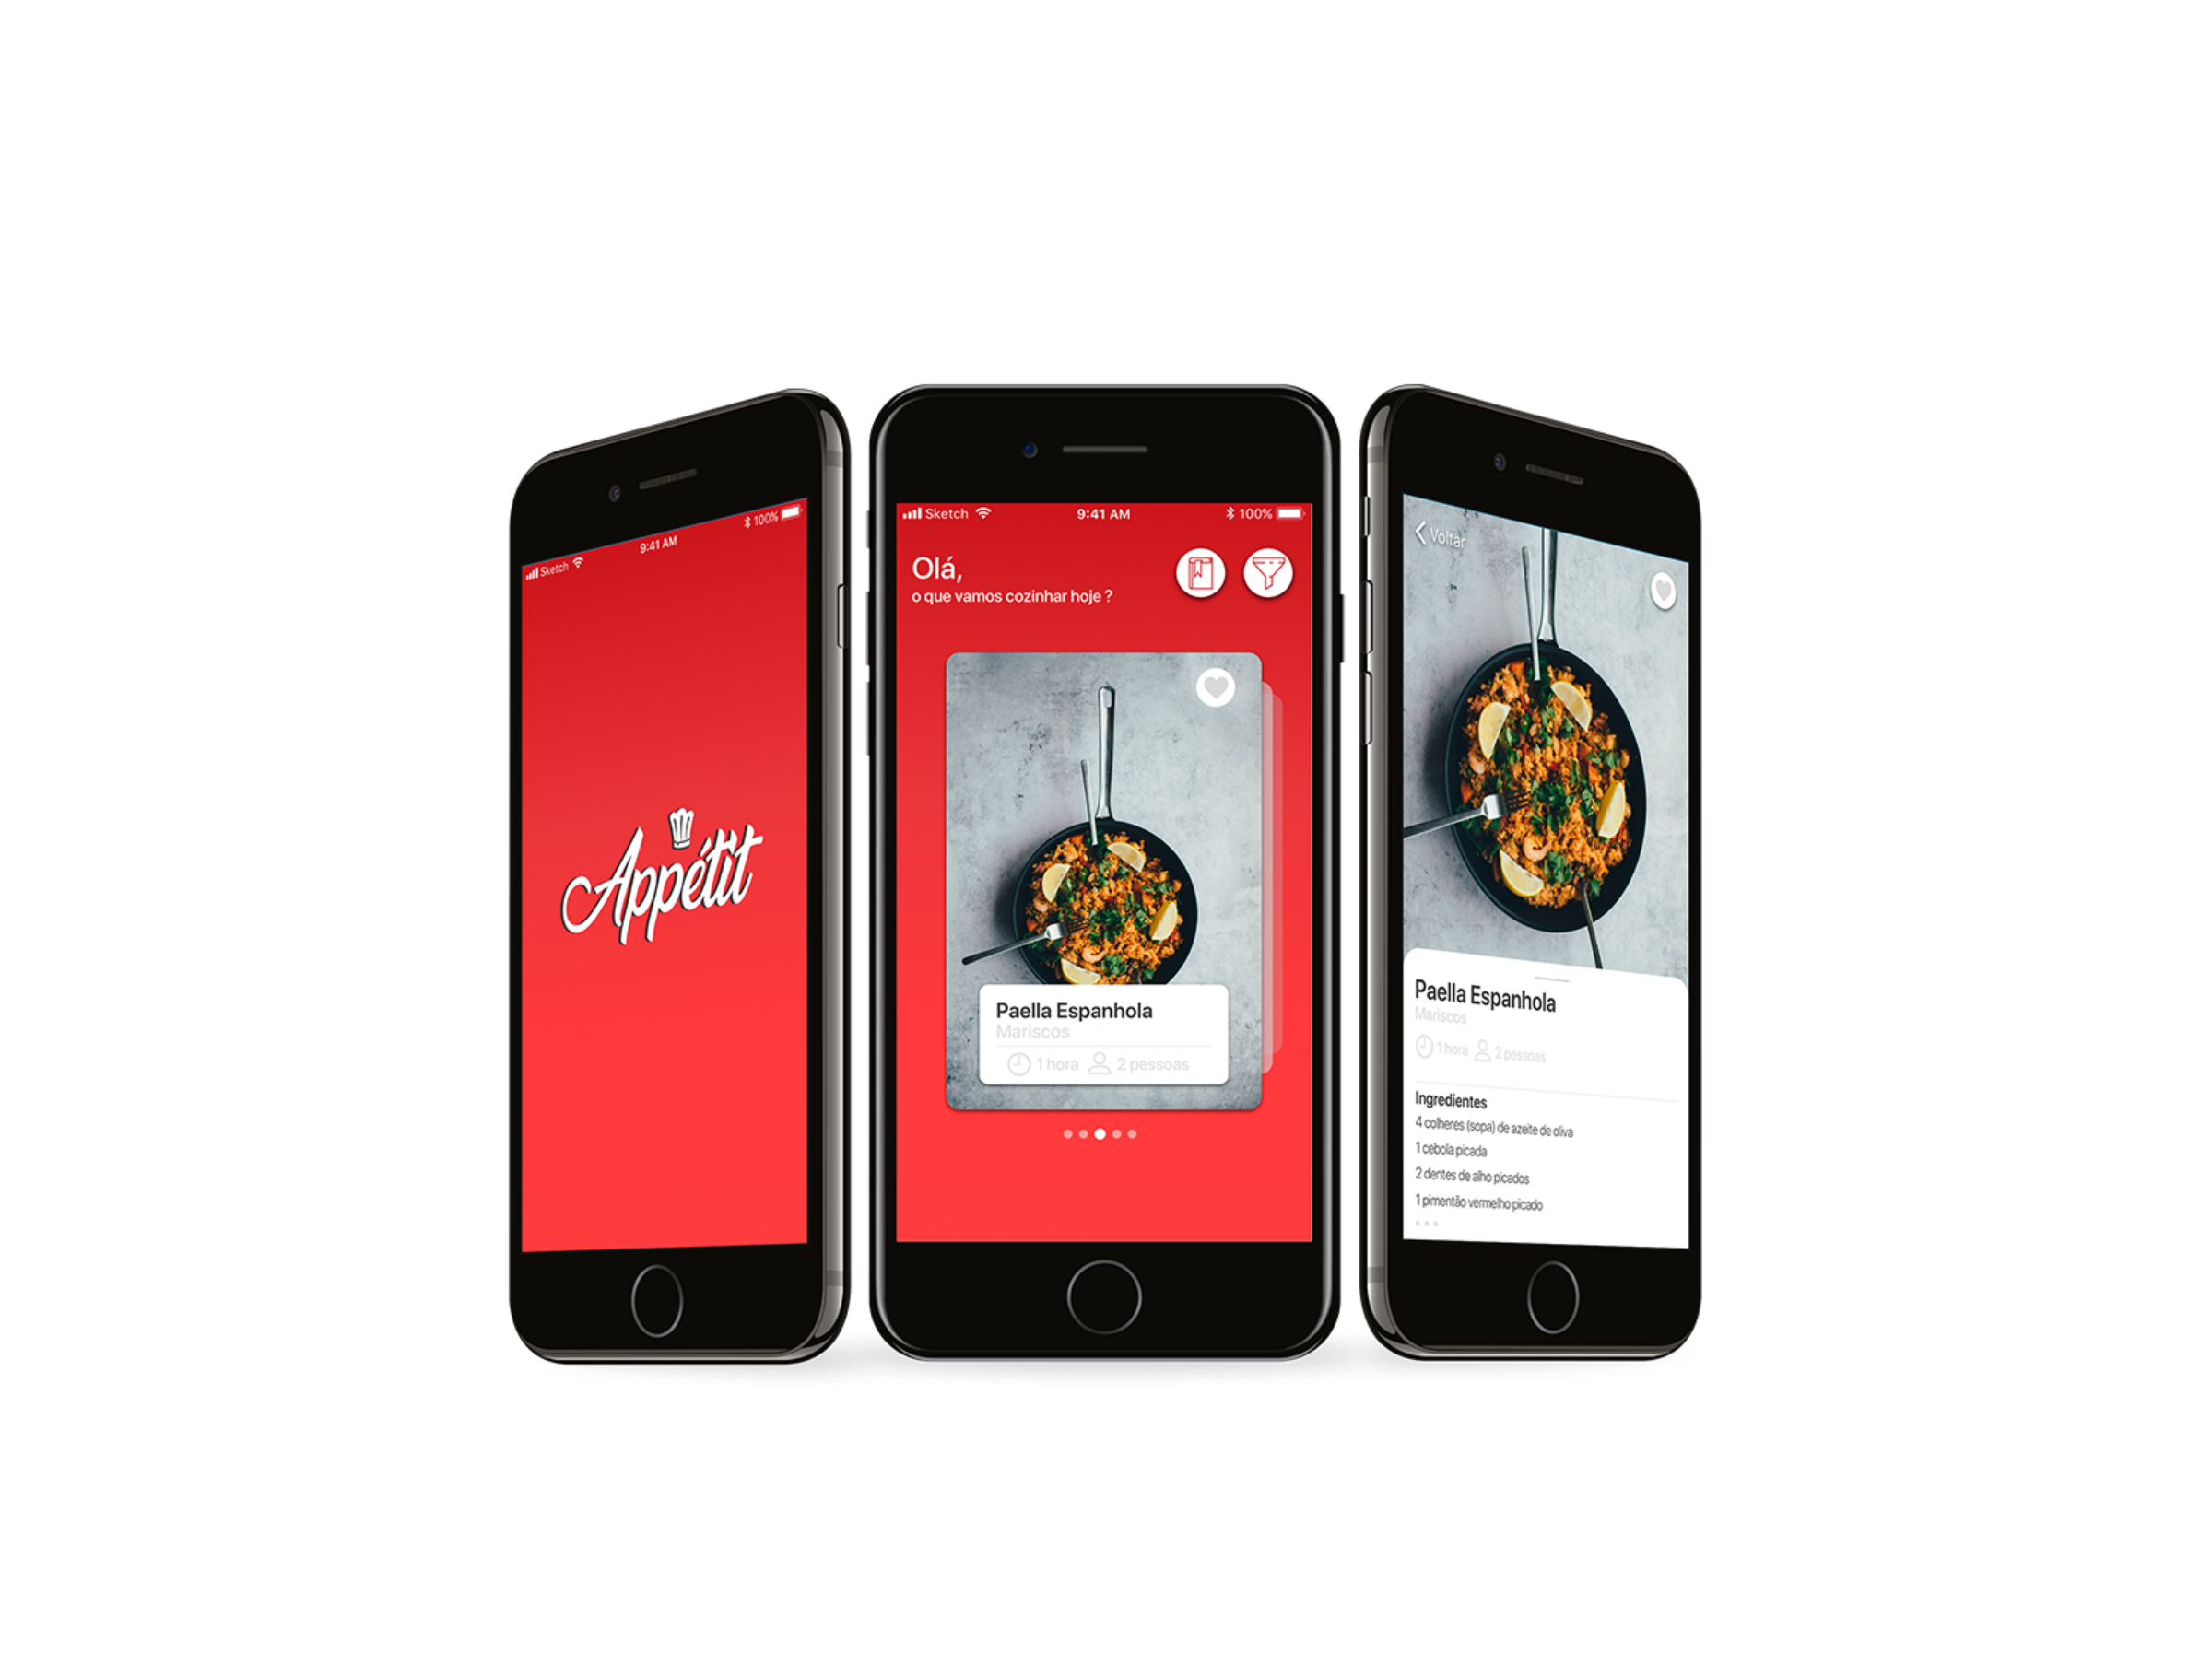 Sketch 9:41 AM 100%
Appétit
Sketch 9:41 AM 100%
Olá,
o que vamos cozinhar hoje ?
Paella Espanhola
Mariscos
1 hora 2 pessoas
Voltar
Paella Espanhola
Mariscos
1 hora 2 pessoas
Ingredientes
4 colheres (sopa) de azeite de oliva
1 cebola picada
2 dentes de alho picados
1 pimentão vermelho picado
...